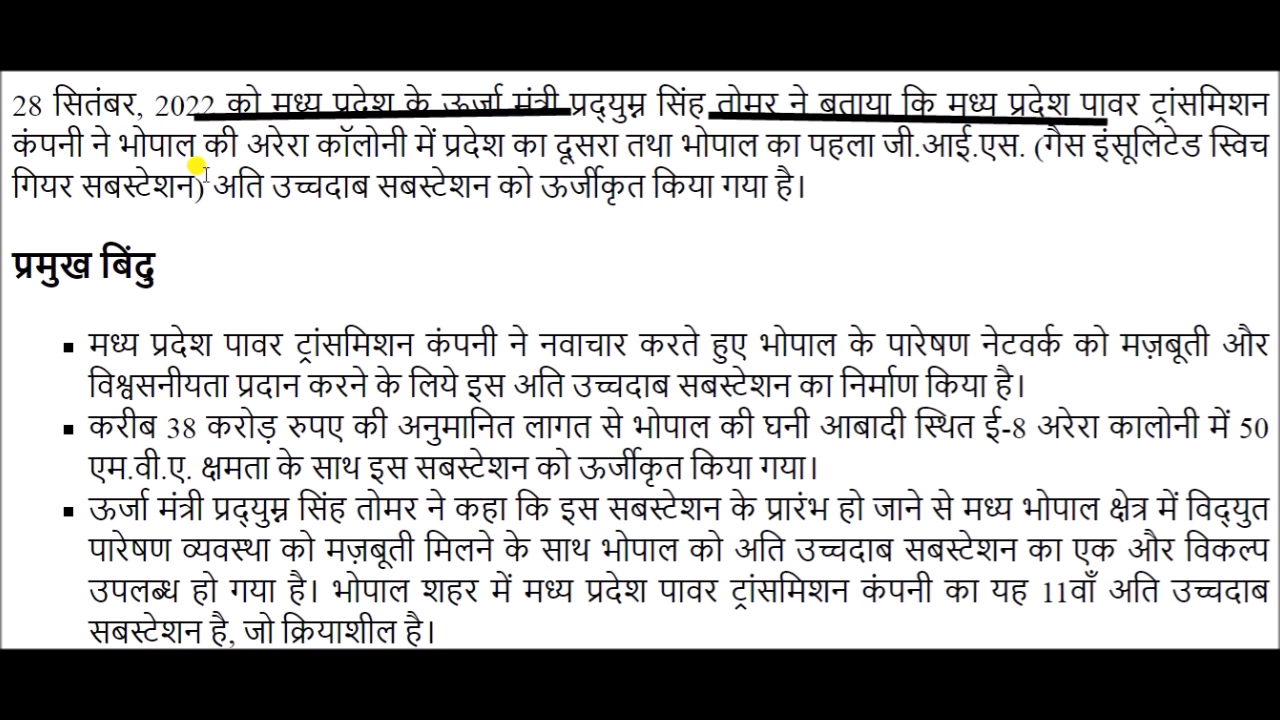 28 सितंबर, 2022 को मध्य प्रदेश के ऊर्जा मंत्री प्रद्युम्न सिंह तोमर ने बताया कि मध्य प्रदेश पावर ट्रांसमिशन
कंपनी ने भोपाल की अरेरा कॉलोनी में प्रदेश का दूसरा तथा भोपाल का पहला जी.आई.एस. (गैस इंसूलिटेड स्विच
गियर सबस्टेशन) अति उच्चदाब सबस्टेशन को ऊर्जीकृत किया गया है।
प्रमुख बिंदु
▪ मध्य प्रदेश पावर ट्रांसमिशन कंपनी ने नवाचार करते हुए भोपाल के पारेषण नेटवर्क को मज़बूती और
विश्वसनीयता प्रदान करने के लिये इस अति उच्चदाब सबस्टेशन का निर्माण किया है।
▪ करीब 38 करोड़ रुपए की अनुमानित लागत से भोपाल की घनी आबादी स्थित ई-8 अरेरा कालोनी में 50
एम.वी.ए. क्षमता के साथ इस सबस्टेशन को ऊर्जीकृत किया गया।
▪ ऊर्जा मंत्री प्रद्युम्न सिंह तोमर ने कहा कि इस सबस्टेशन के प्रारंभ हो जाने से मध्य भोपाल क्षेत्र में विद्युत
पारेषण व्यवस्था को मज़बूती मिलने के साथ भोपाल को अति उच्चदाब सबस्टेशन का एक और विकल्प
उपलब्ध हो गया है। भोपाल शहर में मध्य प्रदेश पावर ट्रांसमिशन कंपनी का यह 11वाँ अति उच्चदाब
सबस्टेशन है, जो क्रियाशील है।